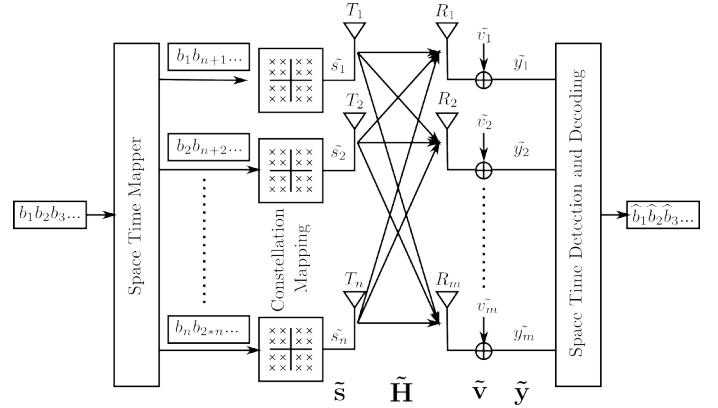 b₁b₂b₃...
Space Time Mapper
b₁bₙ₊₁...
b₂bₙ₊₂...
bₙb₂*ₙ...
Constellation
Mapping
s̃₁
s̃₂
s̃ₙ
T₁
T₂
Tₙ
R₁
R₂
Rₘ
ṽ₁
ṽ₂
ṽₘ
ỹ₁
ỹ₂
ỹₘ
Space Time Detection and Decoding
b̂₁b̂₂b̂₃...
s̃ H̃ ṽ ỹ